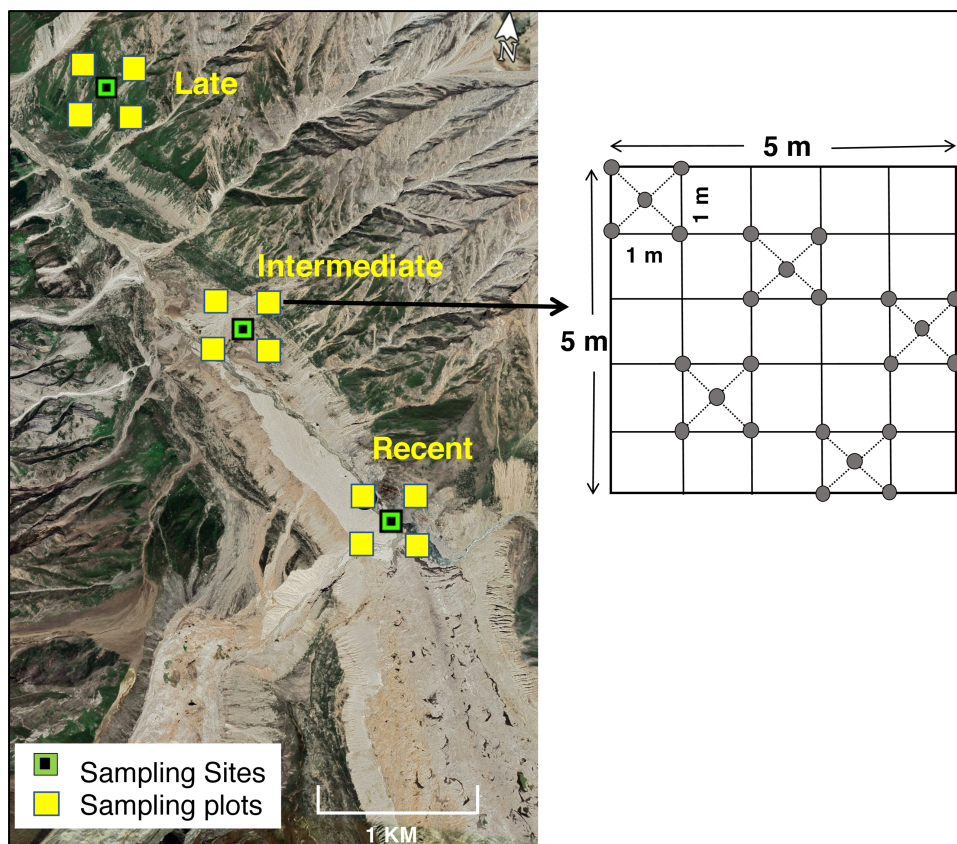 N
Late
Intermediate
Recent
Sampling Sites
Sampling plots
1 KM
5 m
1 m
1 m
5 m